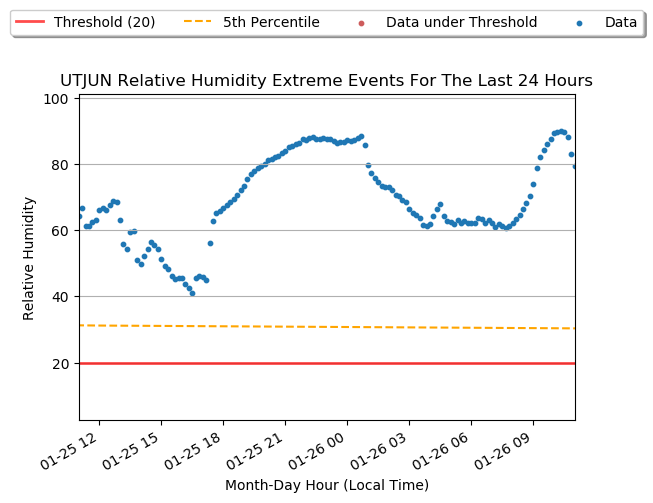 Threshold (20) 5th Percentile Data under Threshold Data
UTJUN Relative Humidity Extreme Events For The Last 24 Hours
100
80
60
40
20
Relative Humidity
01-25 12 01-25 15 01-25 18 01-25 21 01-26 00 01-26 03 01-26 06 01-26 09
Month-Day Hour (Local Time)